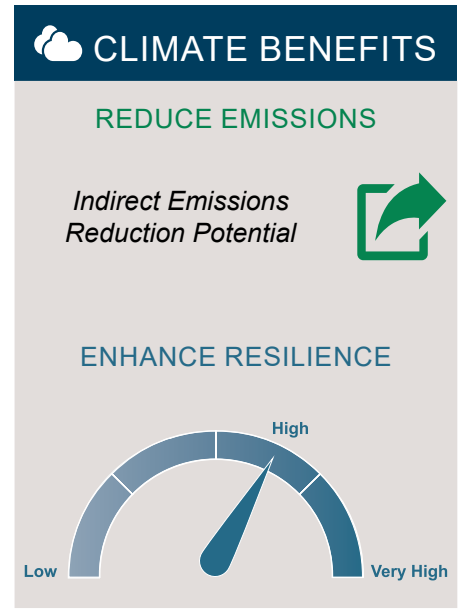 CLIMATE BENEFITS
REDUCE EMISSIONS
Indirect Emissions
Reduction Potential
ENHANCE RESILIENCE
High
Low
Very High